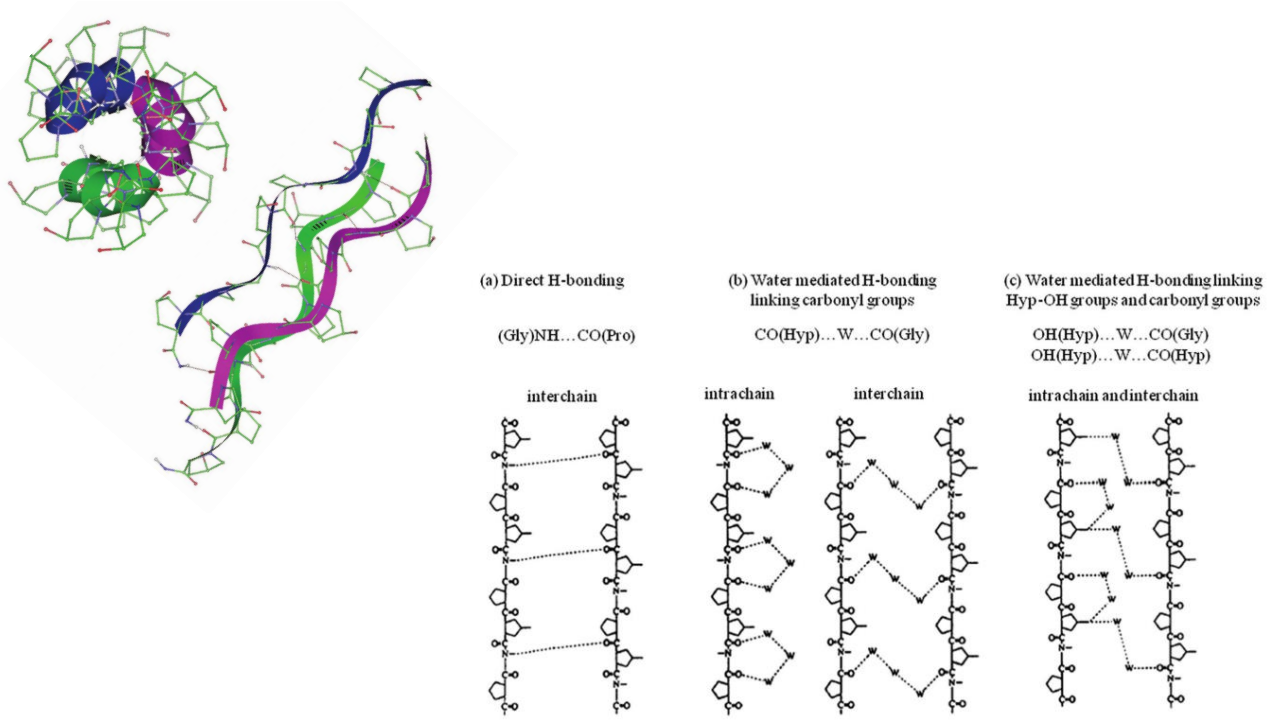 (a) Direct H-bonding
(Gly)NH…CO(Pro)
interchain
(b) Water mediated H-bonding
linking carbonyl groups
CO(Hyp)…W…CO(Gly)
intrachain
interchain
(c) Water mediated H-bonding linking
Hyp-OH groups and carbonyl groups
OH(Hyp)…W…CO(Gly)
OH(Hyp)…W…CO(Hyp)
intrachain and interchain